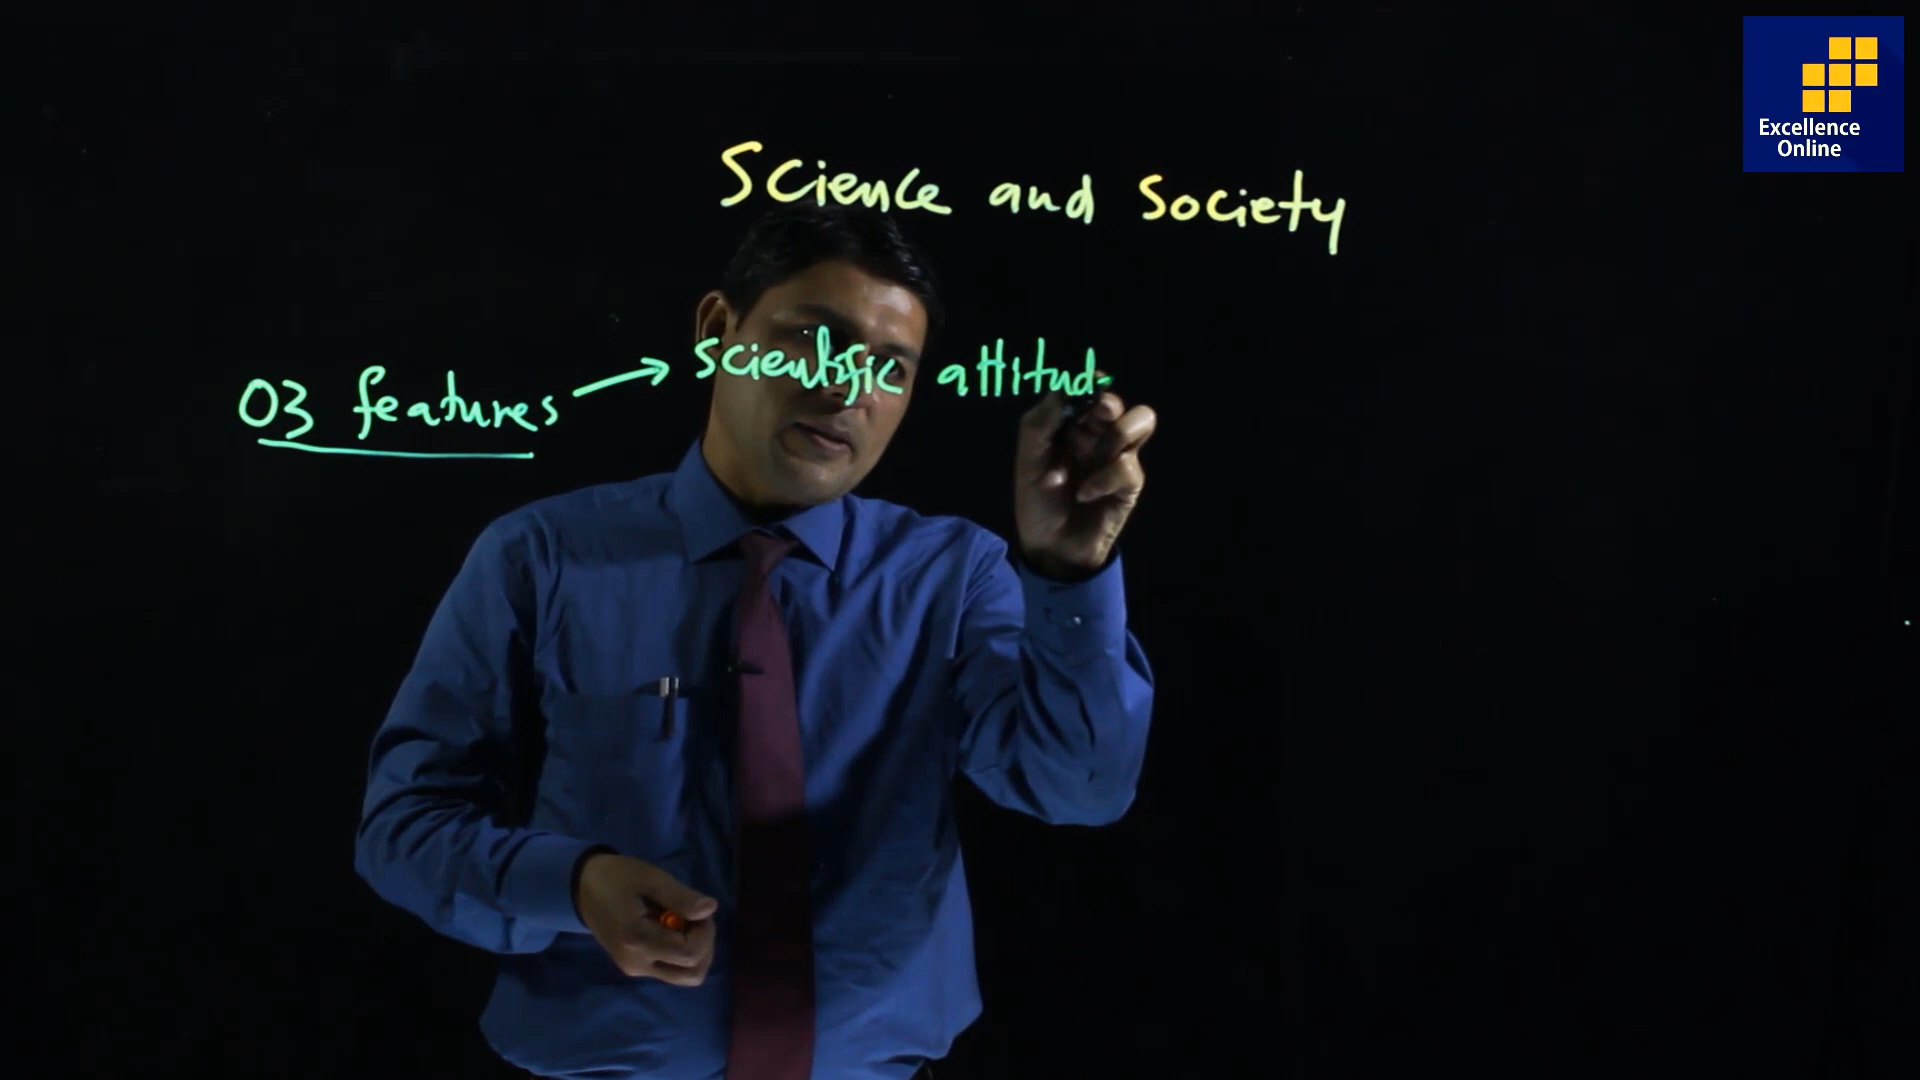 Excellence
Online
Science and Society
03 features → scientific attitud